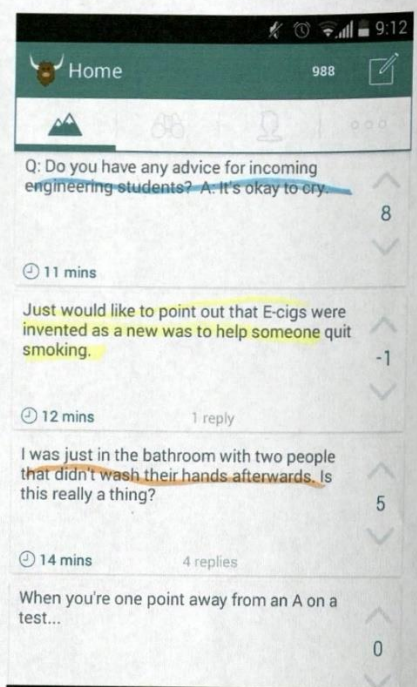 9:12
Home
988
Q: Do you have any advice for incoming
engineering students? A: It's okay to cry.
8
11 mins
Just would like to point out that E-cigs were
invented as a new was to help someone quit
smoking.
-1
12 mins
1 reply
I was just in the bathroom with two people
that didn't wash their hands afterwards. Is
this really a thing?
5
14 mins
4 replies
When you're one point away from an A on a
test...
0